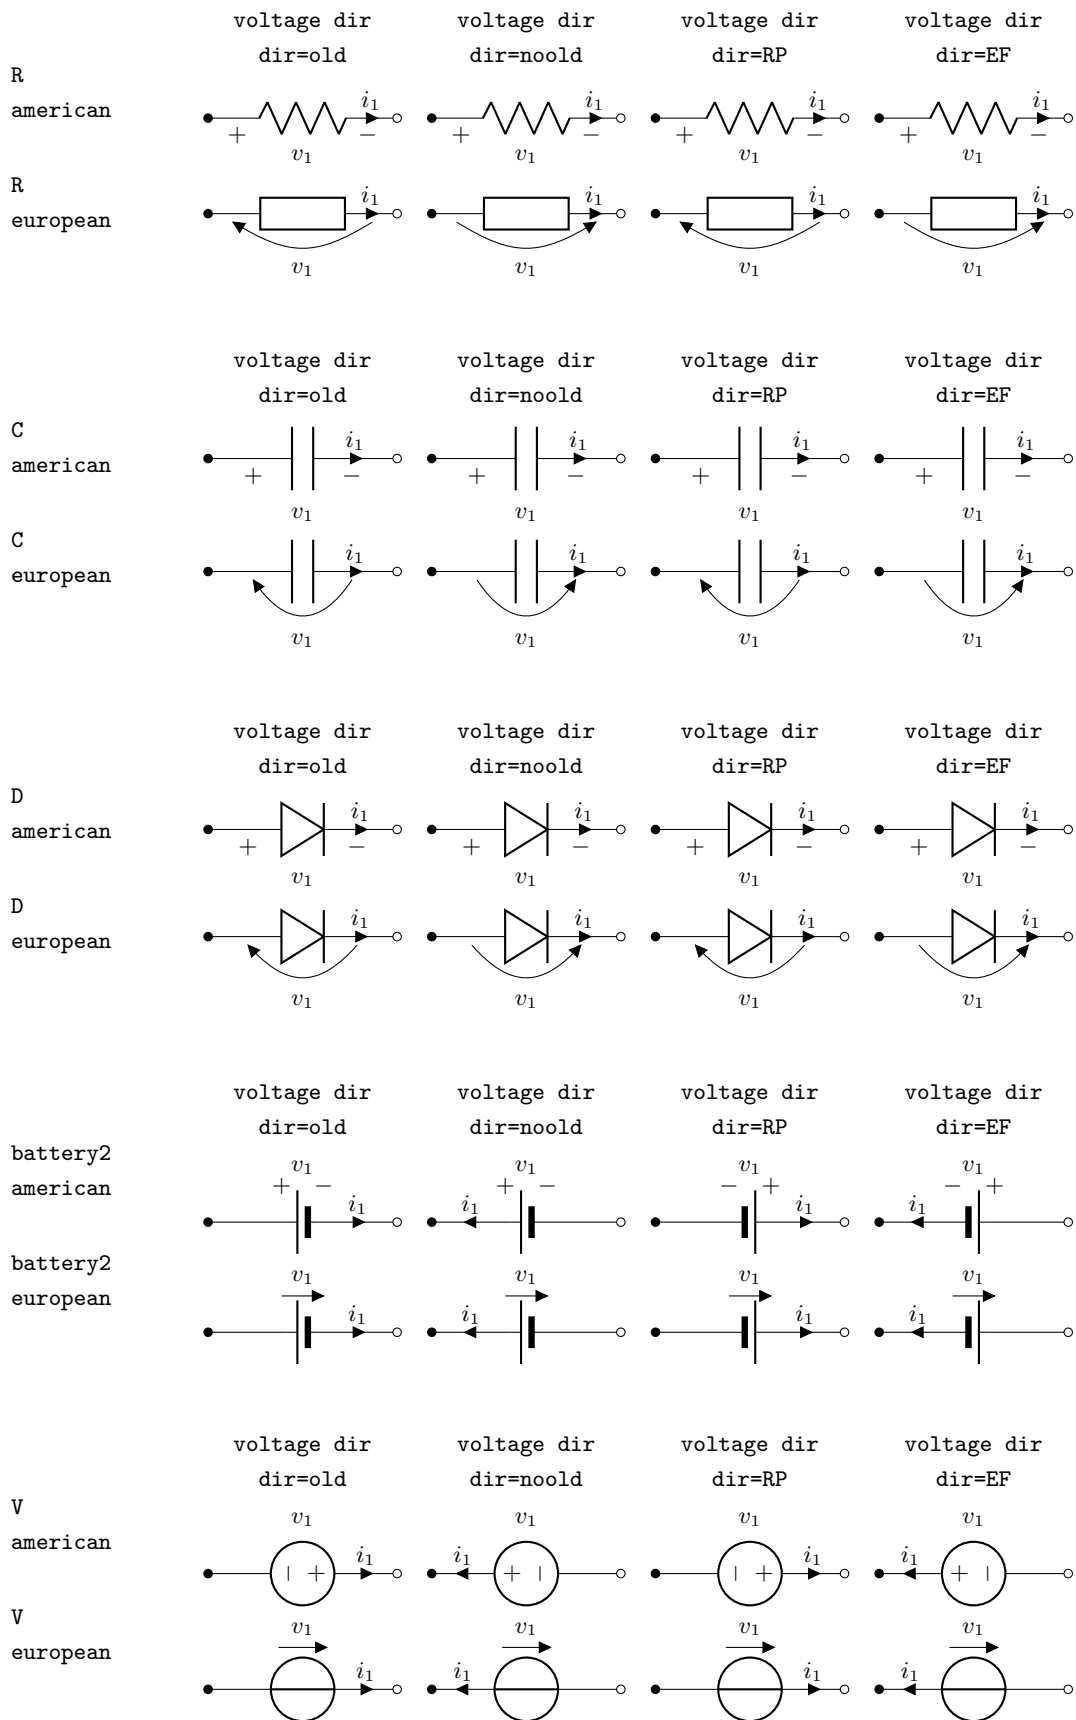 voltage dir voltage dir voltage dir voltage dir
dir=old dir=noold dir=RP dir=EF
R
american
i₁ i₁ i₁ i₁
+ − + − + − + −
v₁ v₁ v₁ v₁
R
european
i₁ i₁ i₁ i₁
v₁ v₁ v₁ v₁
voltage dir voltage dir voltage dir voltage dir
dir=old dir=noold dir=RP dir=EF
C
american
i₁ i₁ i₁ i₁
+ − + − + − + −
v₁ v₁ v₁ v₁
C
european
i₁ i₁ i₁ i₁
v₁ v₁ v₁ v₁
voltage dir voltage dir voltage dir voltage dir
dir=old dir=noold dir=RP dir=EF
D
american
i₁ i₁ i₁ i₁
+ − + − + − + −
v₁ v₁ v₁ v₁
D
european
i₁ i₁ i₁ i₁
v₁ v₁ v₁ v₁
voltage dir voltage dir voltage dir voltage dir
dir=old dir=noold dir=RP dir=EF
battery2
american
v₁ v₁ v₁ v₁
+ − + − − + − +
i₁ i₁ i₁ i₁
battery2
european
v₁ v₁ v₁ v₁
i₁ i₁ i₁ i₁
voltage dir voltage dir voltage dir voltage dir
dir=old dir=noold dir=RP dir=EF
V
american
v₁ v₁ v₁ v₁
i₁ i₁ i₁ i₁
− + + − − + + −
V
european
v₁ v₁ v₁ v₁
i₁ i₁ i₁ i₁